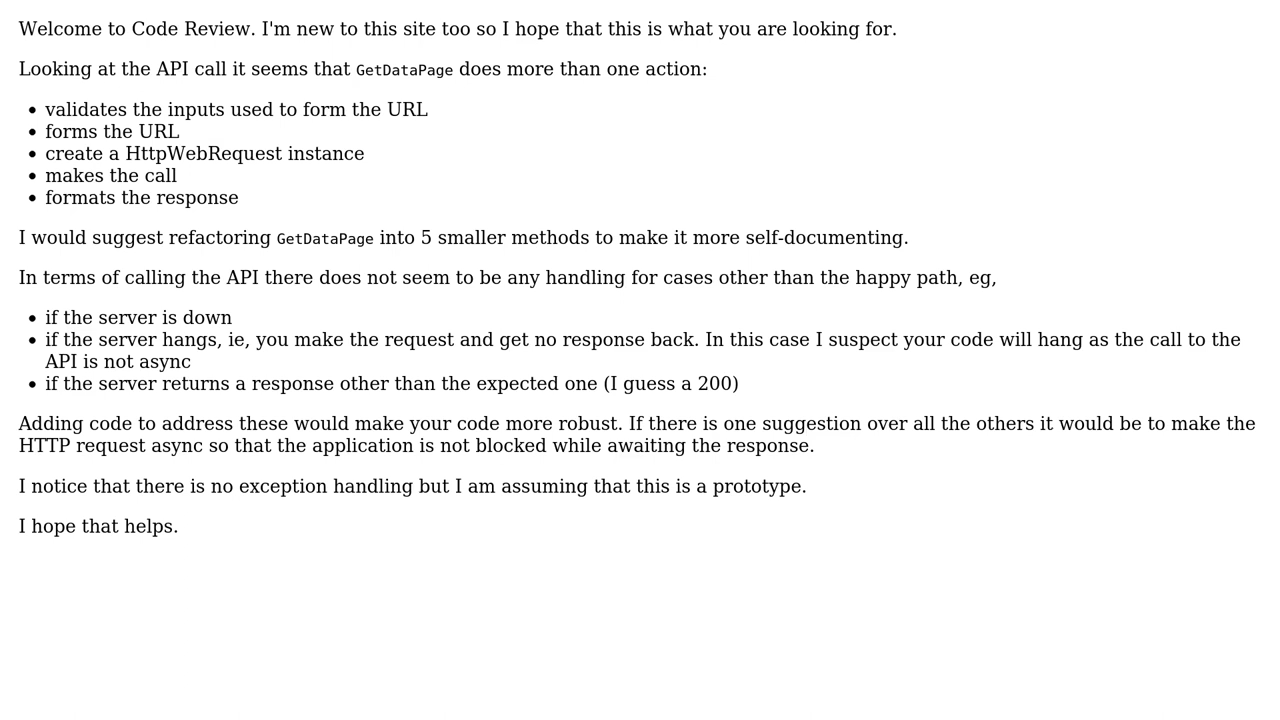 Welcome to Code Review. I'm new to this site too so I hope that this is what you are looking for.
Looking at the API call it seems that GetDataPage does more than one action:
• validates the inputs used to form the URL
• forms the URL
• create a HttpWebRequest instance
• makes the call
• formats the response
I would suggest refactoring GetDataPage into 5 smaller methods to make it more self-documenting.
In terms of calling the API there does not seem to be any handling for cases other than the happy path, eg,
• if the server is down
• if the server hangs, ie, you make the request and get no response back. In this case I suspect your code will hang as the call to the
API is not async
• if the server returns a response other than the expected one (I guess a 200)
Adding code to address these would make your code more robust. If there is one suggestion over all the others it would be to make the
HTTP request async so that the application is not blocked while awaiting the response.
I notice that there is no exception handling but I am assuming that this is a prototype.
I hope that helps.